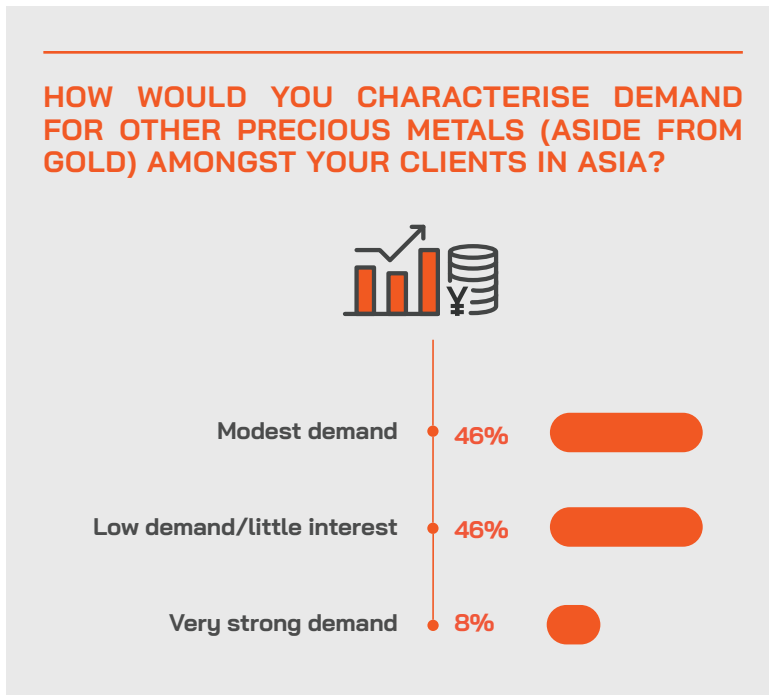 HOW WOULD YOU CHARACTERISE DEMAND
FOR OTHER PRECIOUS METALS (ASIDE FROM
GOLD) AMONGST YOUR CLIENTS IN ASIA?
¥
Modest demand 46%
Low demand/little interest 46%
Very strong demand 8%